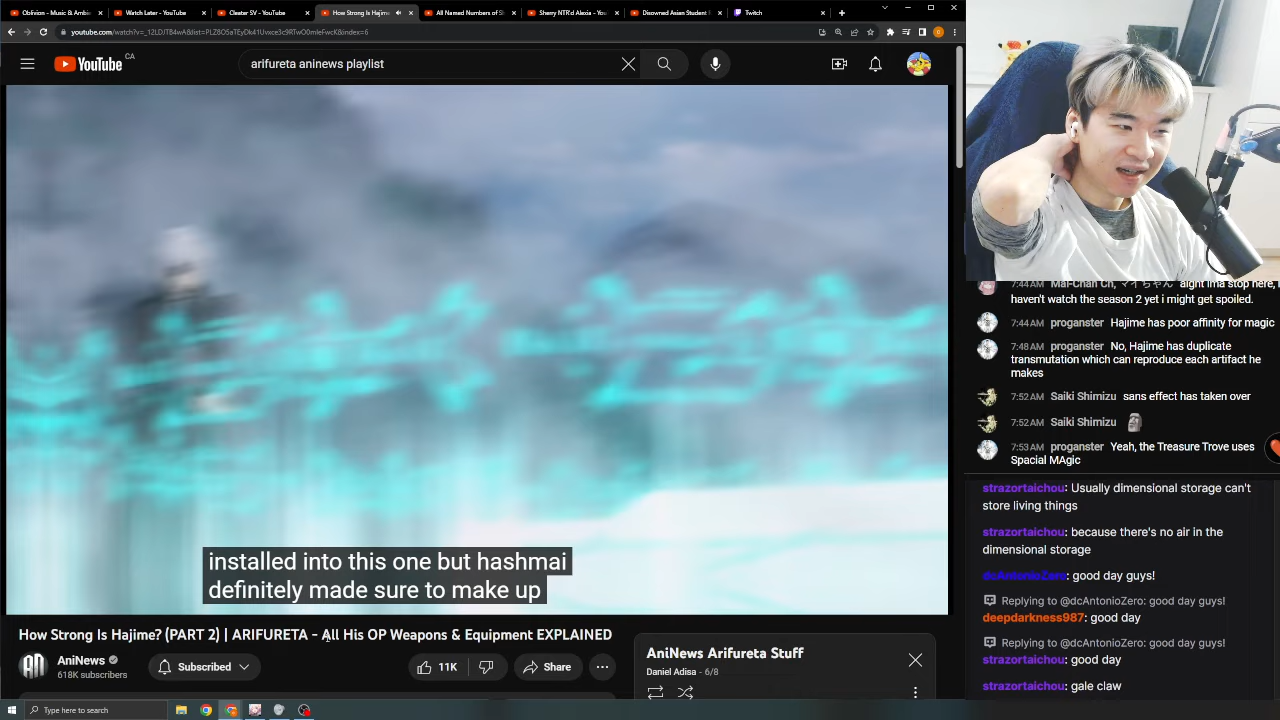 Oblivion - Music & Ambie
Watch Later - YouTube
Cleater SV - YouTube
How Strong Is Hajime
All Named Numbers of S
Sherry NTR'd Alexia - You
Disowned Asian Student
Twitch
YouTube CA
arifureta aninews playlist
installed into this one but hashmai
definitely made sure to make up
How Strong Is Hajime? (PART 2) | ARIFURETA - All His OP Weapons & Equipment EXPLAINED
AniNews
618K subscribers
Subscribed
11K
Share
AniNews Arifureta Stuff
Daniel Adisa - 6/8
7:44 AM Mai-Chan Ch, マイちゃん aight ima stop here, i
haven't watch the season 2 yet i might get spoiled.
7:44 AM proganster Hajime has poor affinity for magic
7:48 AM proganster No, Hajime has duplicate
transmutation which can reproduce each artifact he
makes
7:52 AM Saiki Shimizu sans effect has taken over
7:52 AM Saiki Shimizu
7:53 AM proganster Yeah, the Treasure Trove uses
Spacial MAgic
strazortaichou: Usually dimensional storage can't
store living things
strazortaichou: because there's no air in the
dimensional storage
dcAntonioZero: good day guys!
Replying to @dcAntonioZero: good day guys!
deepdarkness987: good day
Replying to @dcAntonioZero: good day guys!
strazortaichou: good day
strazortaichou: gale claw
Type here to search